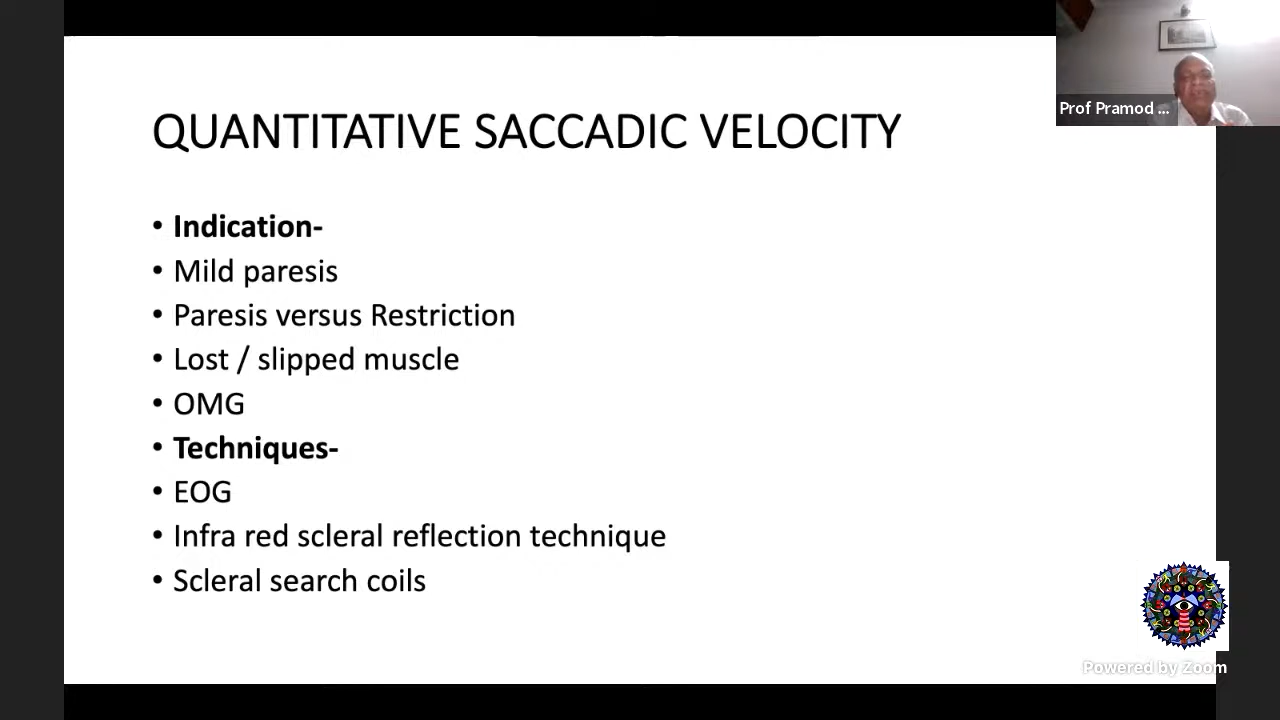 Prof Pramod ...
QUANTITATIVE SACCADIC VELOCITY
• Indication-
• Mild paresis
• Paresis versus Restriction
• Lost / slipped muscle
• OMG
• Techniques-
• EOG
• Infra red scleral reflection technique
• Scleral search coils
Powered by Zoom